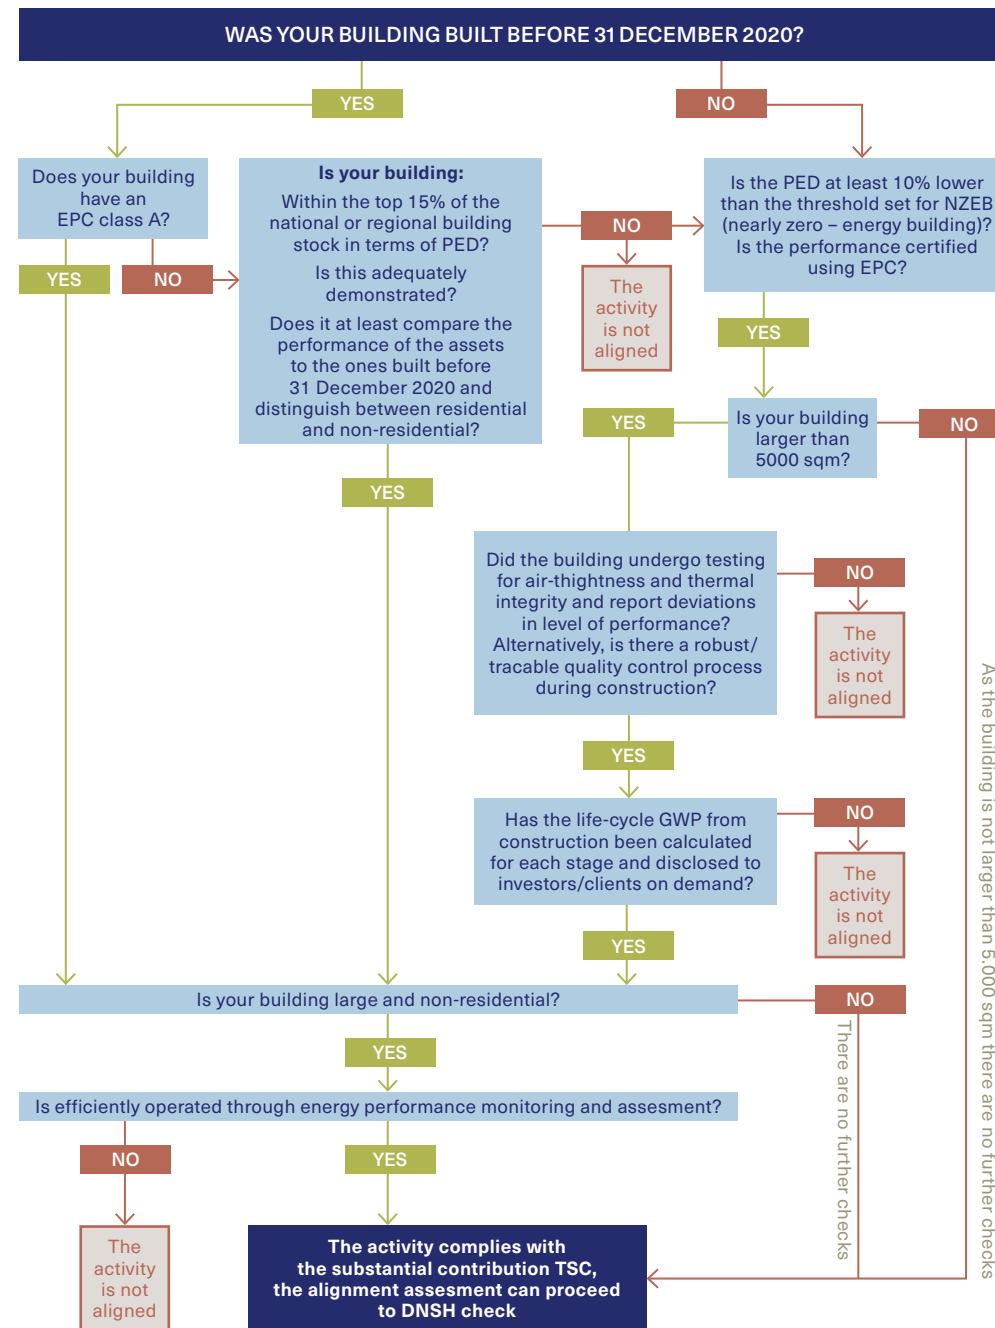 WAS YOUR BUILDING BUILT BEFORE 31 DECEMBER 2020?
YES
NO
Does your building
have an
EPC class A?
YES
NO
Is your building:
Within the top 15% of the
national or regional building
stock in terms of PED?
Is this adequately
demonstrated?
Does it at least compare the
performance of the assets
to the ones built before
31 December 2020 and
distinguish between residential
and non-residential?
NO
The
activity
is not
aligned
YES
Is the PED at least 10% lower
than the threshold set for NZEB
(nearly zero – energy building)?
Is the performance certified
using EPC?
YES
Is your building
larger than
5000 sqm?
YES
NO
Did the building undergo testing
for air-thightness and thermal
integrity and report deviations
in level of performance?
Alternatively, is there a robust/
tracable quality control process
during construction?
NO
The
activity
is not
aligned
YES
Has the life-cycle GWP from
construction been calculated
for each stage and disclosed to
investors/clients on demand?
NO
The
activity
is not
aligned
YES
As the building is not larger than 5.000 sqm there are no further checks
Is your building large and non-residential?
NO
There are no further checks
YES
Is efficiently operated through energy performance monitoring and assesment?
NO
YES
The
activity
is not
aligned
The activity complies with
the substantial contribution TSC,
the alignment assesment can proceed
to DNSH check